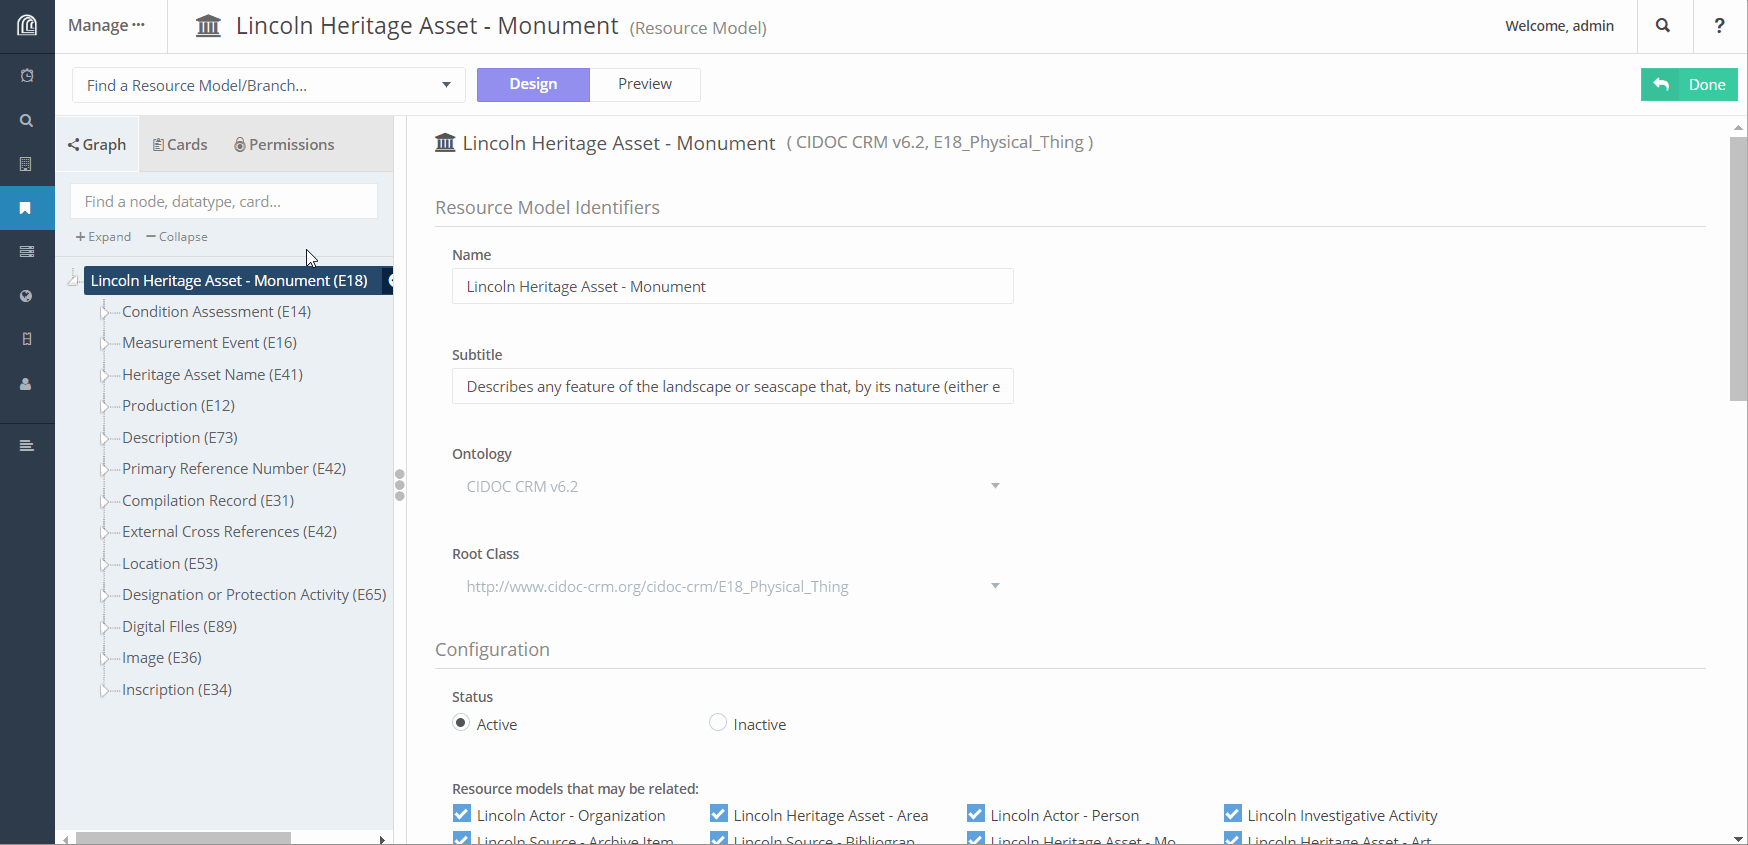 Manage ···
Lincoln Heritage Asset - Monument (Resource Model)
Welcome, admin
?
Find a Resource Model/Branch...
Design
Preview
Done
Graph
Cards
Permissions
Find a node, datatype, card...
+ Expand
− Collapse
Lincoln Heritage Asset - Monument (E18)
Condition Assessment (E14)
Measurement Event (E16)
Heritage Asset Name (E41)
Production (E12)
Description (E73)
Primary Reference Number (E42)
Compilation Record (E31)
External Cross References (E42)
Location (E53)
Designation or Protection Activity (E65)
Digital FIles (E89)
Image (E36)
Inscription (E34)
Lincoln Heritage Asset - Monument ( CIDOC CRM v6.2, E18_Physical_Thing )
Resource Model Identifiers
Name
Lincoln Heritage Asset - Monument
Subtitle
Describes any feature of the landscape or seascape that, by its nature (either e
Ontology
CIDOC CRM v6.2
Root Class
http://www.cidoc-crm.org/cidoc-crm/E18_Physical_Thing
Configuration
Status
Active
Inactive
Resource models that may be related:
Lincoln Actor - Organization
Lincoln Heritage Asset - Area
Lincoln Actor - Person
Lincoln Investigative Activity
Lincoln Source - Archive Item
Lincoln Source - Bibliograp
Lincoln Heritage Asset - Mo
Lincoln Heritage Asset - Art